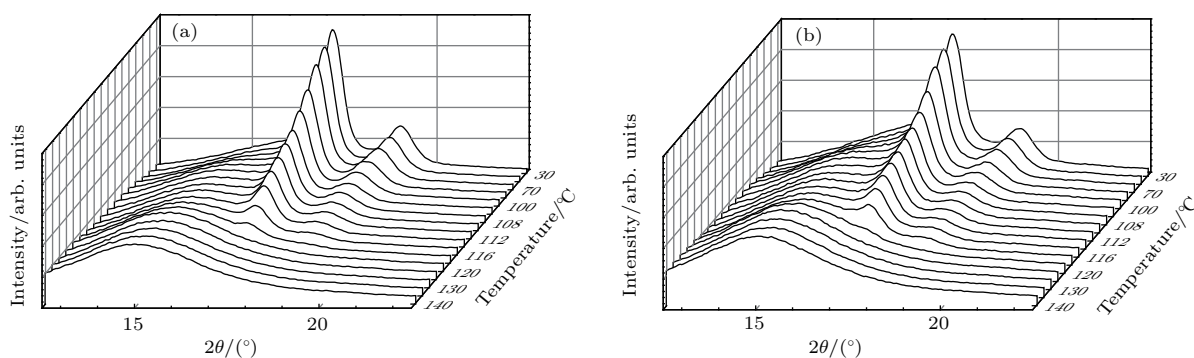 (a)
Intensity/arb. units
15
20
2θ/(°)
30
70
100
108
112
116
120
130
140
Temperature/℃
(b)
Intensity/arb. units
15
20
2θ/(°)
30
70
100
108
112
116
120
130
140
Temperature/℃